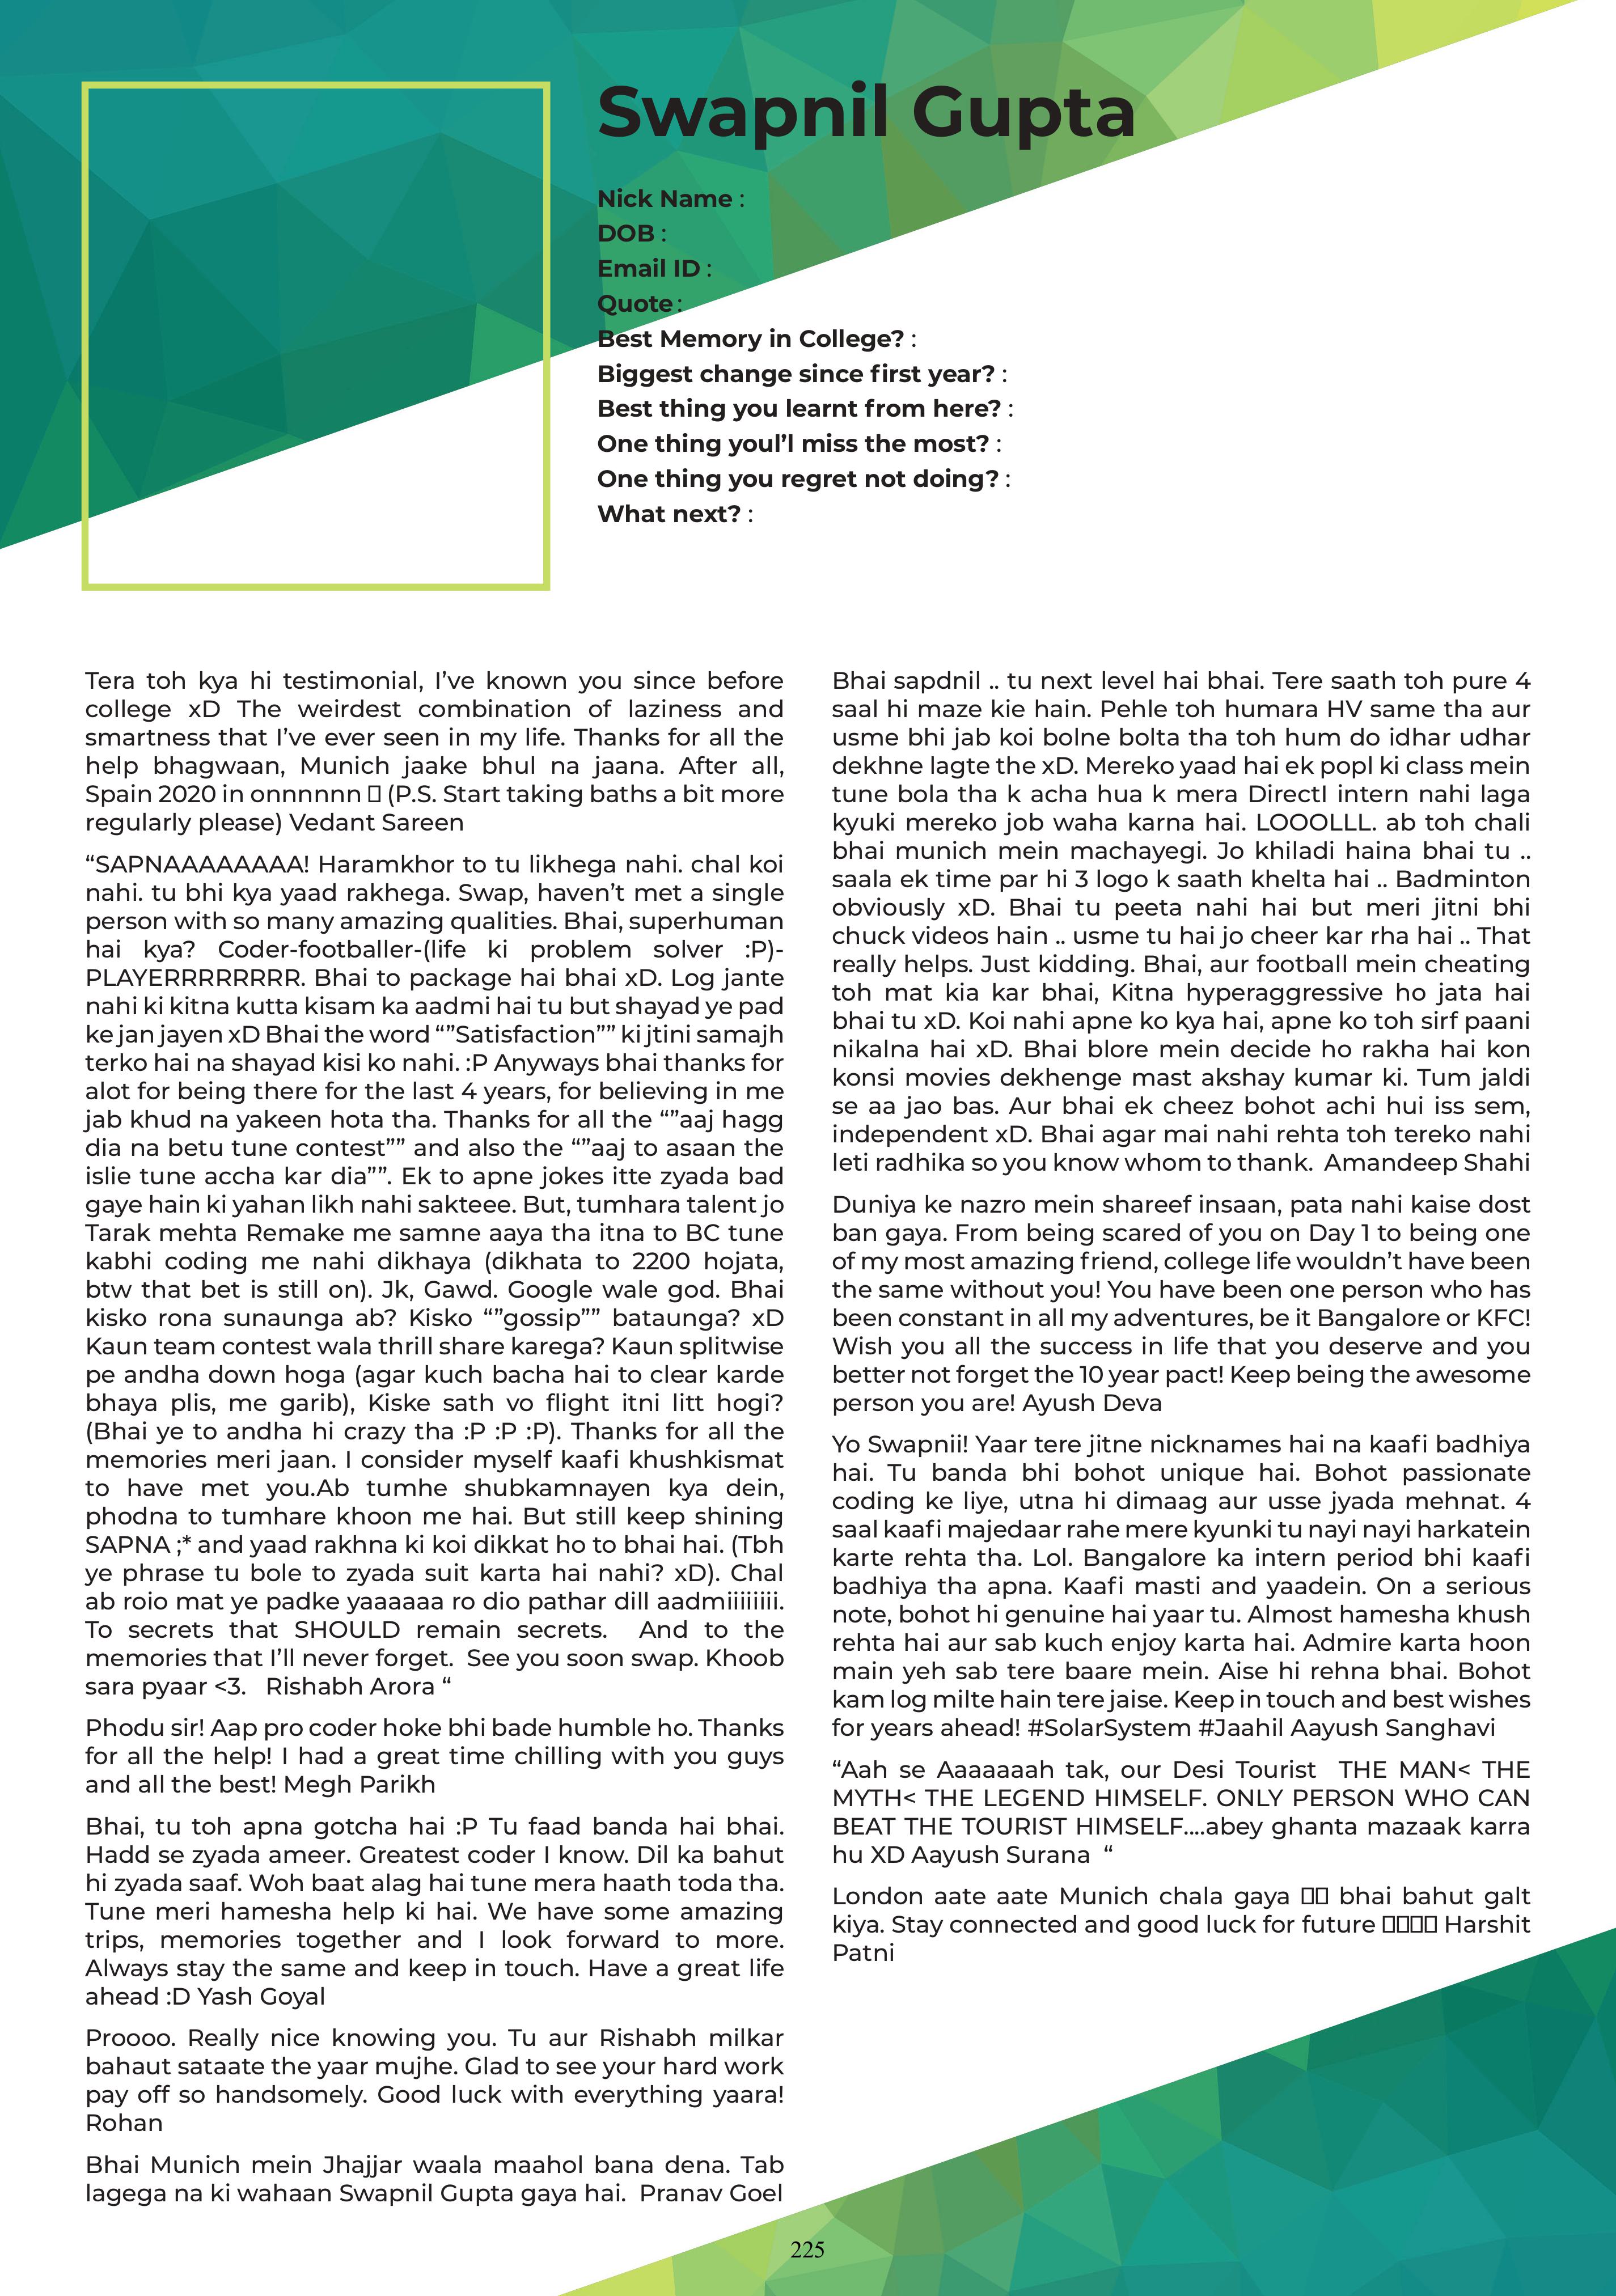 Swapnil Gupta
Nick Name :
DOB :
Email ID :
Quote :
Best Memory in College? :
Biggest change since first year? :
Best thing you learnt from here? :
One thing youl’l miss the most? :
One thing you regret not doing? :
What next? :
Tera toh kya hi testimonial, I’ve known you since before
college xD The weirdest combination of laziness and
smartness that I’ve ever seen in my life. Thanks for all the
help bhagwaan, Munich jaake bhul na jaana. After all,
Spain 2020 in onnnnnn ▯ (P.S. Start taking baths a bit more
regularly please) Vedant Sareen
“SAPNAAAAAAAA! Haramkhor to tu likhega nahi. chal koi
nahi. tu bhi kya yaad rakhega. Swap, haven’t met a single
person with so many amazing qualities. Bhai, superhuman
hai kya? Coder-footballer-(life ki problem solver :P)-
PLAYERRRRRRRRR. Bhai to package hai bhai xD. Log jante
nahi ki kitna kutta kisam ka aadmi hai tu but shayad ye pad
ke jan jayen xD Bhai the word “”Satisfaction”” ki jtini samajh
terko hai na shayad kisi ko nahi. :P Anyways bhai thanks for
alot for being there for the last 4 years, for believing in me
jab khud na yakeen hota tha. Thanks for all the “”aaj hagg
dia na betu tune contest”” and also the “”aaj to asaan the
islie tune accha kar dia””. Ek to apne jokes itte zyada bad
gaye hain ki yahan likh nahi sakteee. But, tumhara talent jo
Tarak mehta Remake me samne aaya tha itna to BC tune
kabhi coding me nahi dikhaya (dikhata to 2200 hojata,
btw that bet is still on). Jk, Gawd. Google wale god. Bhai
kisko rona sunaunga ab? Kisko “”gossip”” bataunga? xD
Kaun team contest wala thrill share karega? Kaun splitwise
pe andha down hoga (agar kuch bacha hai to clear karde
bhaya plis, me garib), Kiske sath vo flight itni litt hogi?
(Bhai ye to andha hi crazy tha :P :P :P). Thanks for all the
memories meri jaan. I consider myself kaafi khushkismat
to have met you.Ab tumhe shubkamnayen kya dein,
phodna to tumhare khoon me hai. But still keep shining
SAPNA ;* and yaad rakhna ki koi dikkat ho to bhai hai. (Tbh
ye phrase tu bole to zyada suit karta hai nahi? xD). Chal
ab roio mat ye padke yaaaaaa ro dio pathar dill aadmiiiiiiiii.
To secrets that SHOULD remain secrets.  And to the
memories that I’ll never forget.  See you soon swap. Khoob
sara pyaar <3.   Rishabh Arora “
Phodu sir! Aap pro coder hoke bhi bade humble ho. Thanks
for all the help! I had a great time chilling with you guys
and all the best! Megh Parikh
Bhai, tu toh apna gotcha hai :P Tu faad banda hai bhai.
Hadd se zyada ameer. Greatest coder I know. Dil ka bahut
hi zyada saaf. Woh baat alag hai tune mera haath toda tha.
Tune meri hamesha help ki hai. We have some amazing
trips, memories together and I look forward to more.
Always stay the same and keep in touch. Have a great life
ahead :D Yash Goyal
Proooo. Really nice knowing you. Tu aur Rishabh milkar
bahaut sataate the yaar mujhe. Glad to see your hard work
pay off so handsomely. Good luck with everything yaara!
Rohan
Bhai Munich mein Jhajjar waala maahol bana dena. Tab
lagega na ki wahaan Swapnil Gupta gaya hai.  Pranav Goel
Bhai sapdnil .. tu next level hai bhai. Tere saath toh pure 4
saal hi maze kie hain. Pehle toh humara HV same tha aur
usme bhi jab koi bolne bolta tha toh hum do idhar udhar
dekhne lagte the xD. Mereko yaad hai ek popl ki class mein
tune bola tha k acha hua k mera DirectI intern nahi laga
kyuki mereko job waha karna hai. LOOOLLL. ab toh chali
bhai munich mein machayegi. Jo khiladi haina bhai tu ..
saala ek time par hi 3 logo k saath khelta hai .. Badminton
obviously xD. Bhai tu peeta nahi hai but meri jitni bhi
chuck videos hain .. usme tu hai jo cheer kar rha hai .. That
really helps. Just kidding. Bhai, aur football mein cheating
toh mat kia kar bhai, Kitna hyperaggressive ho jata hai
bhai tu xD. Koi nahi apne ko kya hai, apne ko toh sirf paani
nikalna hai xD. Bhai blore mein decide ho rakha hai kon
konsi movies dekhenge mast akshay kumar ki. Tum jaldi
se aa jao bas. Aur bhai ek cheez bohot achi hui iss sem,
independent xD. Bhai agar mai nahi rehta toh tereko nahi
leti radhika so you know whom to thank.  Amandeep Shahi
Duniya ke nazro mein shareef insaan, pata nahi kaise dost
ban gaya. From being scared of you on Day 1 to being one
of my most amazing friend, college life wouldn’t have been
the same without you! You have been one person who has
been constant in all my adventures, be it Bangalore or KFC!
Wish you all the success in life that you deserve and you
better not forget the 10 year pact! Keep being the awesome
person you are! Ayush Deva
Yo Swapnii! Yaar tere jitne nicknames hai na kaafi badhiya
hai. Tu banda bhi bohot unique hai. Bohot passionate
coding ke liye, utna hi dimaag aur usse jyada mehnat. 4
saal kaafi majedaar rahe mere kyunki tu nayi nayi harkatein
karte rehta tha. Lol. Bangalore ka intern period bhi kaafi
badhiya tha apna. Kaafi masti and yaadein. On a serious
note, bohot hi genuine hai yaar tu. Almost hamesha khush
rehta hai aur sab kuch enjoy karta hai. Admire karta hoon
main yeh sab tere baare mein. Aise hi rehna bhai. Bohot
kam log milte hain tere jaise. Keep in touch and best wishes
for years ahead! #SolarSystem #Jaahil Aayush Sanghavi
“Aah se Aaaaaaah tak, our Desi Tourist  THE MAN< THE
MYTH< THE LEGEND HIMSELF. ONLY PERSON WHO CAN
BEAT THE TOURIST HIMSELF....abey ghanta mazaak karra
hu XD Aayush Surana  “
London aate aate Munich chala gaya ▯▯ bhai bahut galt
kiya. Stay connected and good luck for future ▯▯▯▯ Harshit
Patni
225